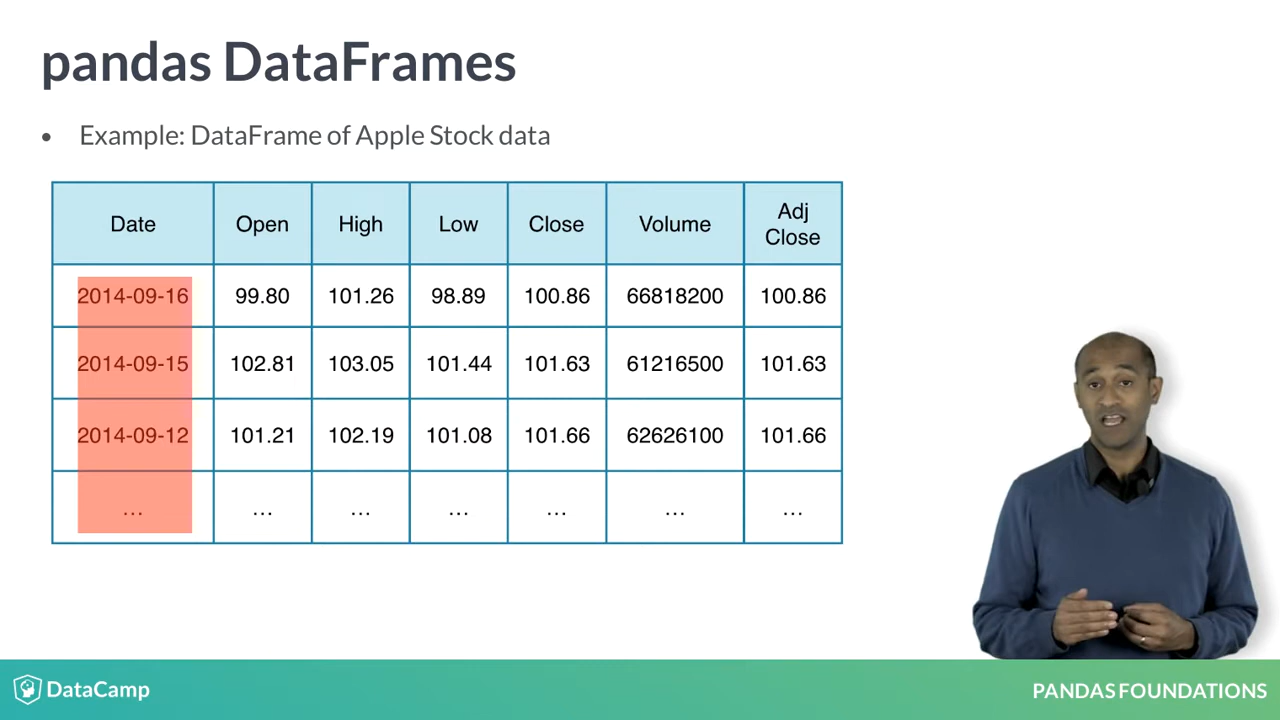 pandas DataFrames
• Example: DataFrame of Apple Stock data
Date Open High Low Close Volume Adj Close
2014-09-16 99.80 101.26 98.89 100.86 66818200 100.86
2014-09-15 102.81 103.05 101.44 101.63 61216500 101.63
2014-09-12 101.21 102.19 101.08 101.66 62626100 101.66
... ... ... ... ... ... ...
DataCamp
PANDAS FOUNDATIONS